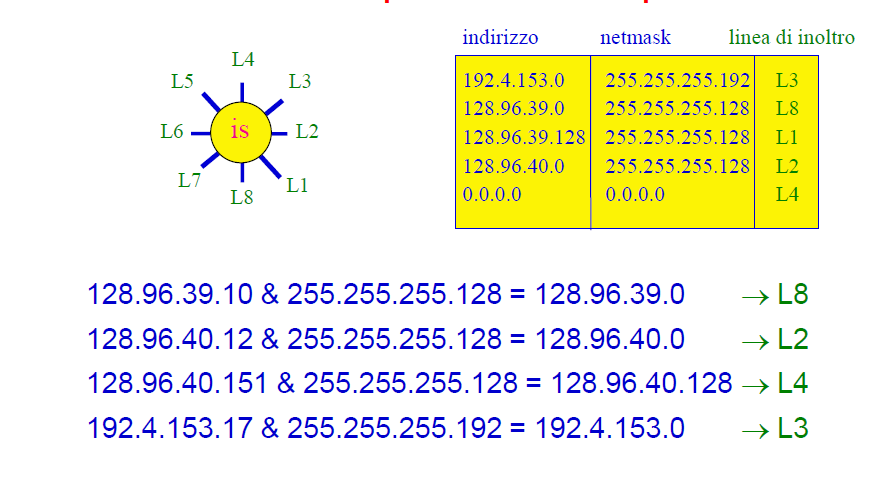 indirizzo netmask linea di inoltro
192.4.153.0 255.255.255.192 L3
128.96.39.0 255.255.255.128 L8
128.96.39.128 255.255.255.128 L1
128.96.40.0 255.255.255.128 L2
0.0.0.0 0.0.0.0 L4
L4
L5 L3
L6 is L2
L7 L1
L8
128.96.39.10 & 255.255.255.128 = 128.96.39.0 → L8
128.96.40.12 & 255.255.255.128 = 128.96.40.0 → L2
128.96.40.151 & 255.255.255.128 = 128.96.40.128 → L4
192.4.153.17 & 255.255.255.192 = 192.4.153.0 → L3